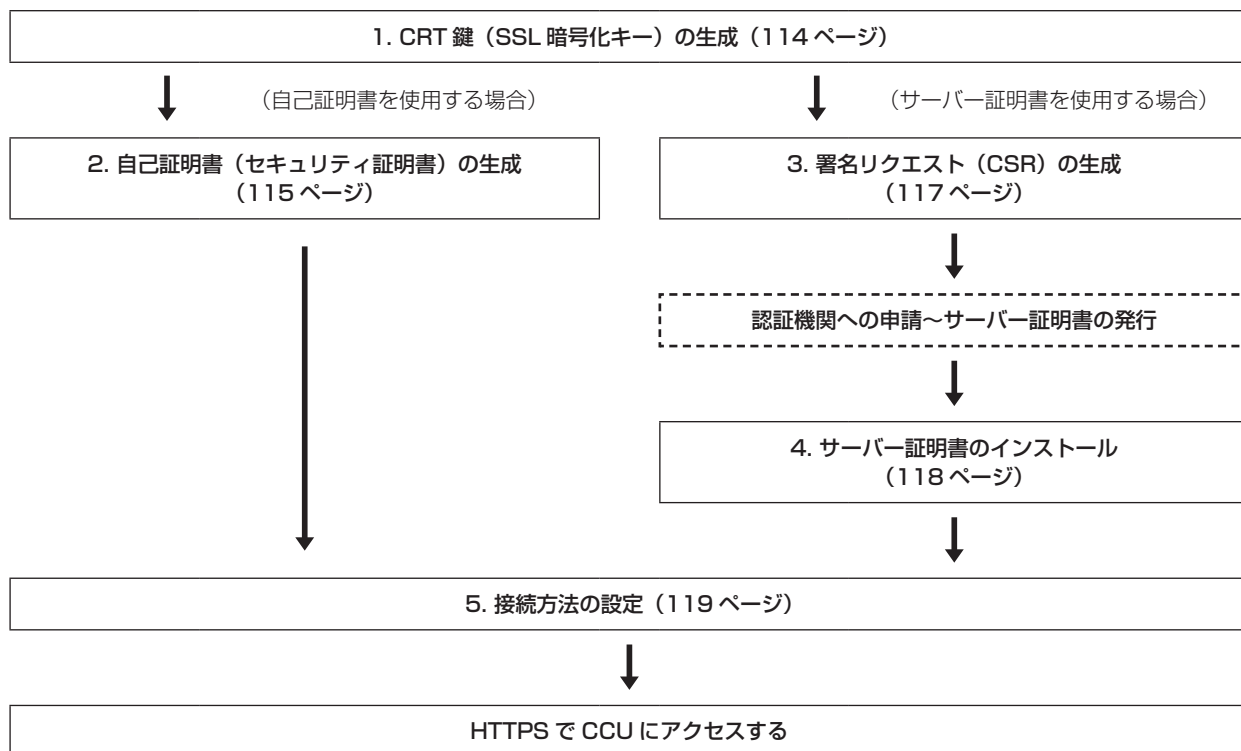 1. CRT 鍵（SSL 暗号化キー）の生成（114 ページ）
（自己証明書を使用する場合）
（サーバー証明書を使用する場合）
2. 自己証明書（セキュリティ証明書）の生成
（115 ページ）
3. 署名リクエスト（CSR）の生成
（117 ページ）
認証機関への申請～サーバー証明書の発行
4. サーバー証明書のインストール
（118 ページ）
5. 接続方法の設定（119 ページ）
HTTPS で CCU にアクセスする